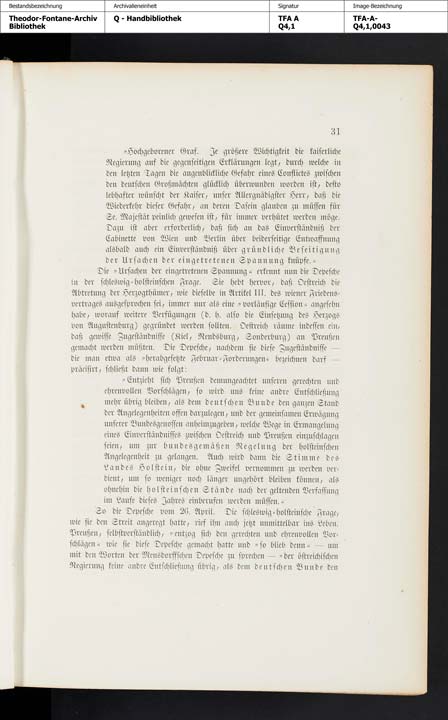 Bestandsbezeichnung
Archivalieneinheit
Signatur
Image-Bezeichnung
Theodor-Fontane-Archiv
Bibliothek
Q - Handbibliothek
TFA A
Q4,1
TFA-A-
Q4,1,0043
31
»Hochgeborener Graf. Je größere Wichtigkeit die kaiserliche
Regierung auf die gegenseitigen Erklärungen legt, durch welche in
den letzten Tagen die augenblickliche Gefahr eines Conflictes zwischen
den deutschen Großmächten glücklich überwunden worden ist, desto
lebhafter wünscht der Kaiser, unser Allergnädigster Herr, daß die
Wiederkehr dieser Gefahr, an deren Dasein glauben zu müssen für
Se. Majestät peinlich gewesen ist, für immer verhütet werden möge.
Dazu ist aber erforderlich, daß sich an das Einverständniß der
Cabinette von Wien und Berlin über beiderseitige Entwaffnung
alsbald auch ein Einverständniß über gründliche Beseitigung
der Ursachen der eingetretenen Spannung knüpfe.«
Die »Ursachen der eingetretenen Spannung« erkennt nun die Depesche
in der schleswig-holsteinschen Frage. Sie hebt hervor, daß Oestreich die
Abtretung der Herzogthümer, wie dieselbe in Artikel III. des wiener Friedens-
vertrages ausgesprochen sei, immer nur als eine »vorläufige Cession« angesehn
habe, worauf weitere Verfügungen (d. h. also die Einsetzung des Herzogs
von Augustenburg) gegründet werden sollten. Oestreich räume indessen ein,
daß gewisse Zugeständnisse (Kiel, Rendsburg, Sonderburg) an Preußen
gemacht werden müßten. Die Depesche, nachdem sie diese Zugeständnisse —
die man etwa als »herabgesetzte Februar-Forderungen« bezeichnen darf —
präcisirt, schließt dann wie folgt:
»Entzieht sich Preußen demungeachtet unseren gerechten und
ehrenvollen Vorschlägen, so wird uns keine andre Entschließung
mehr übrig bleiben, als dem deutschen Bunde den ganzen Stand
der Angelegenheiten offen darzulegen, und der gemeinsamen Erwägung
unserer Bundesgenossen anheimzugeben, welche Wege in Ermangelung
eines Einverständnisses zwischen Oestreich und Preußen einzuschlagen
seien, um zur bundesgemäßen Regelung der holsteinschen
Angelegenheit zu gelangen. Auch wird dann die Stimme des
Landes Holstein, die ohne Zweifel vernommen zu werden ver-
dient, um so weniger noch länger ungehört bleiben können, als
ohnehin die holsteinschen Stände nach der geltenden Verfassung
im Laufe dieses Jahres einberufen werden müssen.«
So die Depesche vom 26. April. Die schleswig-holsteinsche Frage,
wie sie den Streit angeregt hatte, rief ihn auch jetzt unmittelbar ins Leben.
Preußen, selbstverständlich, »entzog sich den gerechten und ehrenvollen Vor-
schlägen« wie sie diese Depesche gemacht hatte und »so blieb denn« — um
mit den Worten der Mensdorffschen Depesche zu sprechen — »der östreichischen
Regierung keine andre Entschließung übrig, als dem deutschen Bunde den